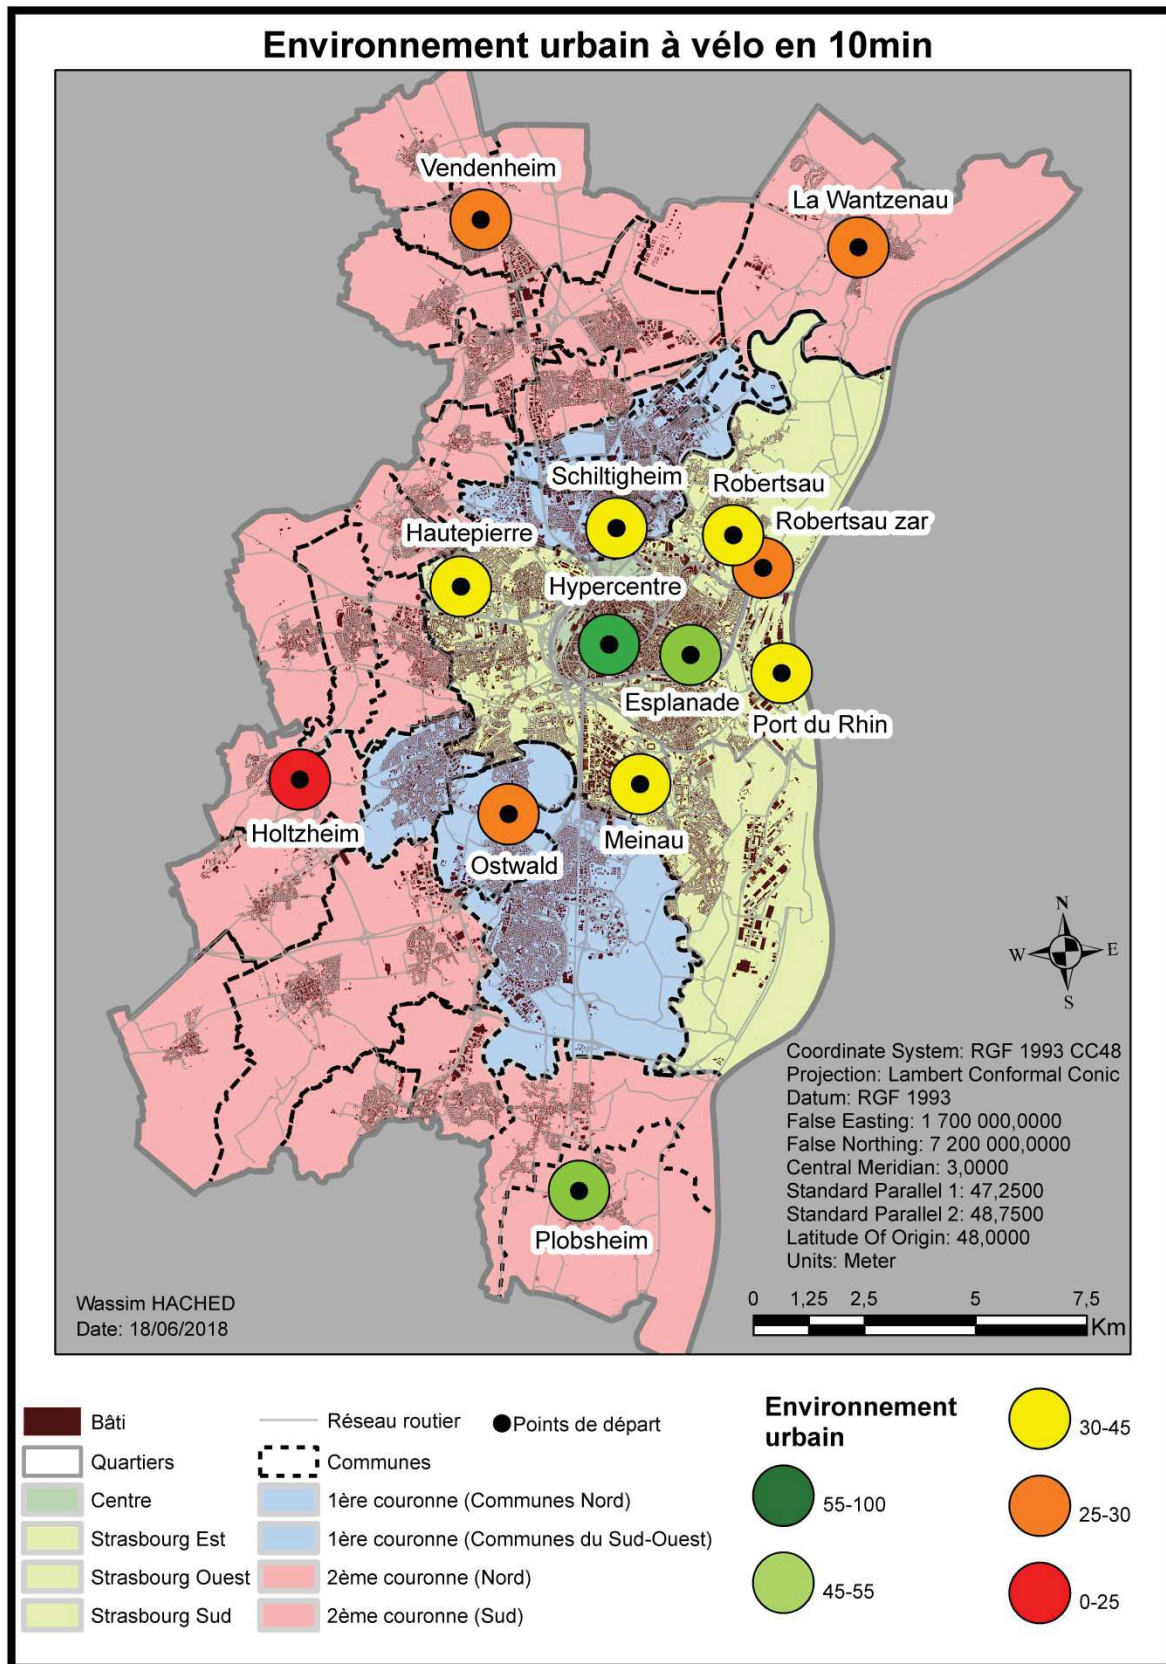 Environnement urbain à vélo en 10min
Vendenheim
La Wantzenau
Schiltigheim
Robertsau
Robertsau zar
Hautepierre
Hypercentre
Esplanade
Port du Rhin
Holtzheim
Ostwald
Meinau
Plobsheim
N
W
E
S
Coordinate System: RGF 1993 CC48
Projection: Lambert Conformal Conic
Datum: RGF 1993
False Easting: 1 700 000,0000
False Northing: 7 200 000,0000
Central Meridian: 3,0000
Standard Parallel 1: 47,2500
Standard Parallel 2: 48,7500
Latitude Of Origin: 48,0000
Units: Meter
Wassim HACHED
Date: 18/06/2018
0 1,25 2,5 5 7,5
Km
Bâti
Quartiers
Centre
Strasbourg Est
Strasbourg Ouest
Strasbourg Sud
Réseau routier
Points de départ
Communes
1ère couronne (Communes Nord)
1ère couronne (Communes du Sud-Ouest)
2ème couronne (Nord)
2ème couronne (Sud)
Environnement
urbain
55-100
45-55
30-45
25-30
0-25